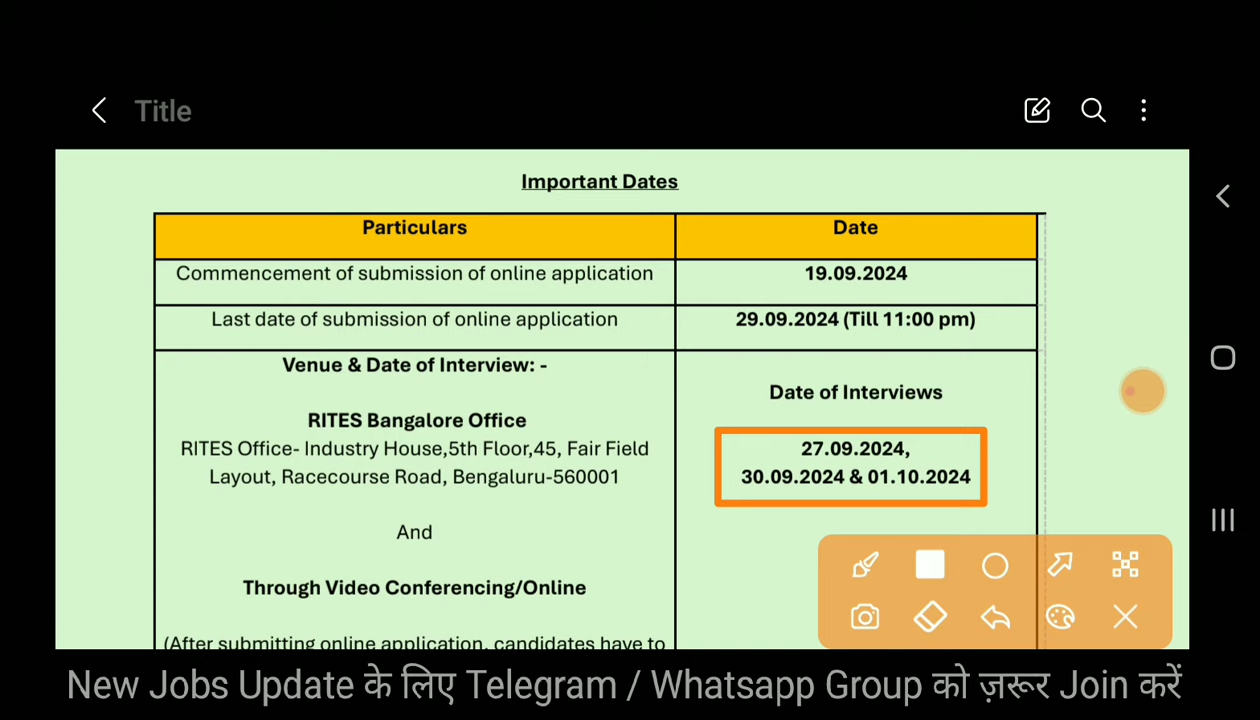 Title
Important Dates
Particulars
Date
Commencement of submission of online application
19.09.2024
Last date of submission of online application
29.09.2024 (Till 11:00 pm)
Venue & Date of Interview: -
RITES Bangalore Office
RITES Office- Industry House,5th Floor,45, Fair Field
Layout, Racecourse Road, Bengaluru-560001
And
Through Video Conferencing/Online
(After submitting online application, candidates have to
Date of Interviews
27.09.2024,
30.09.2024 & 01.10.2024
New Jobs Update के लिए Telegram / Whatsapp Group को ज़रूर Join करें